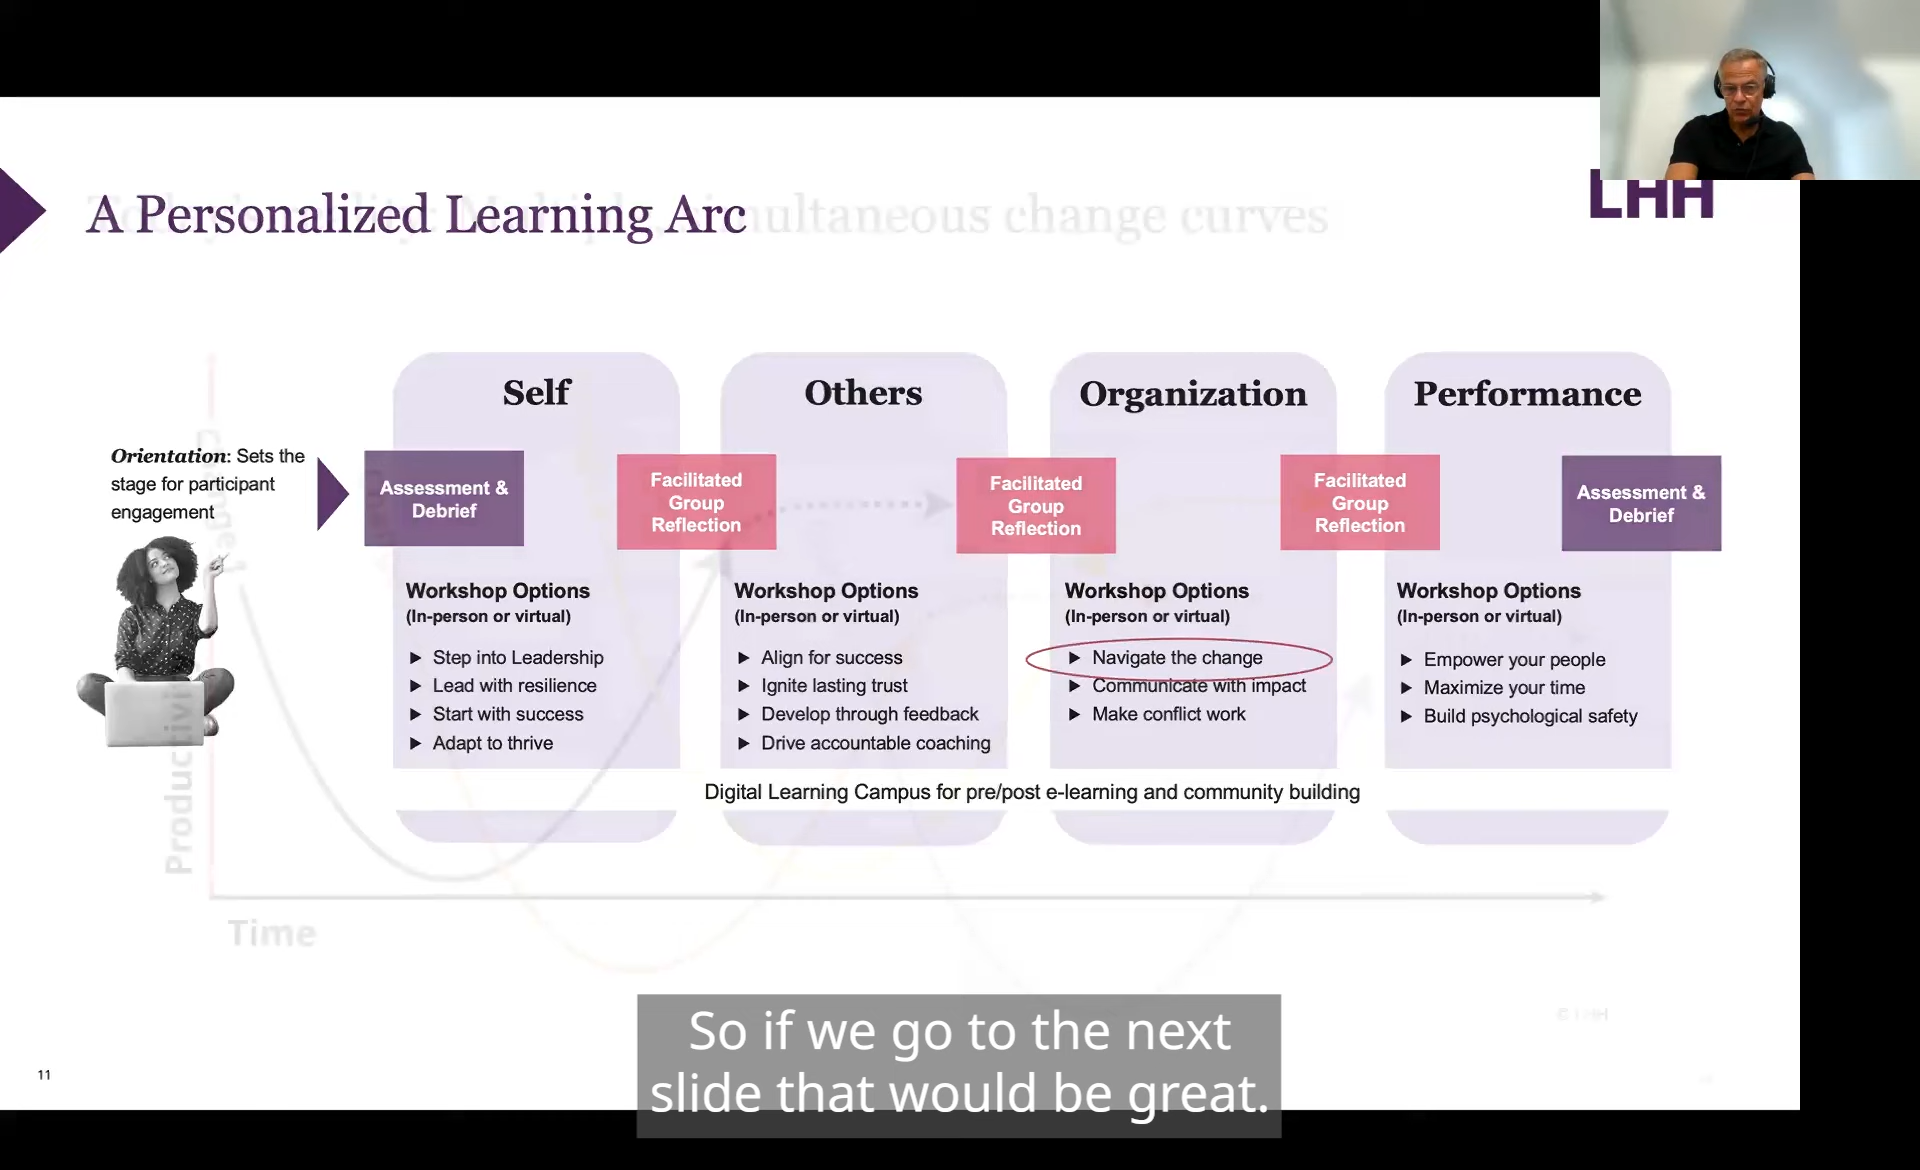 A Personalized Learning Arc
multaneous change curves
LHH
Self
Others
Organization
Performance
Orientation: Sets the
stage for participant
engagement
Assessment &
Debrief
Facilitated
Group
Reflection
Facilitated
Group
Reflection
Facilitated
Group
Reflection
Assessment &
Debrief
Workshop Options
(In-person or virtual)
Step into Leadership
Lead with resilience
Start with success
Adapt to thrive
Workshop Options
(In-person or virtual)
Align for success
Ignite lasting trust
Develop through feedback
Drive accountable coaching
Workshop Options
(In-person or virtual)
Navigate the change
Communicate with impact
Make conflict work
Workshop Options
(In-person or virtual)
Empower your people
Maximize your time
Build psychological safety
Digital Learning Campus for pre/post e-learning and community building
Time
So if we go to the next
slide that would be great.
11